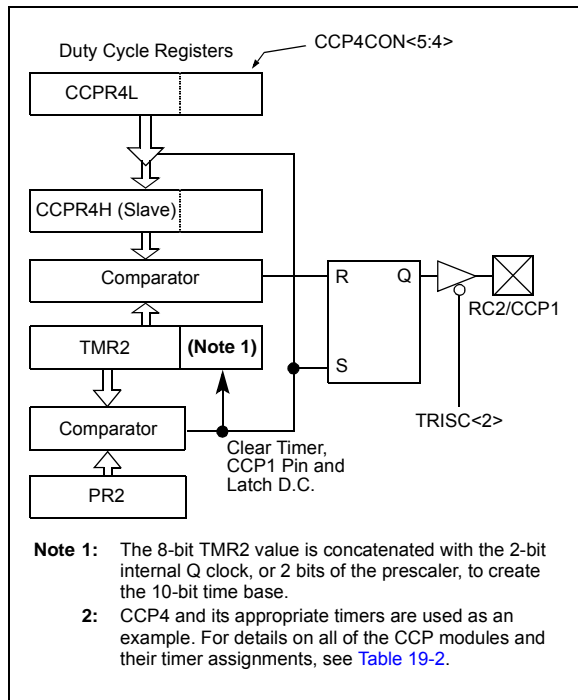 Duty Cycle Registers
CCP4CON<5:4>
CCPR4L
CCPR4H (Slave)
Comparator
R
Q
RC2/CCP1
TMR2
(Note 1)
S
TRISC<2>
Comparator
Clear Timer,
CCP1 Pin and
Latch D.C.
PR2
Note 1: The 8-bit TMR2 value is concatenated with the 2-bit
internal Q clock, or 2 bits of the prescaler, to create
the 10-bit time base.
2: CCP4 and its appropriate timers are used as an
example. For details on all of the CCP modules and
their timer assignments, see Table 19-2.